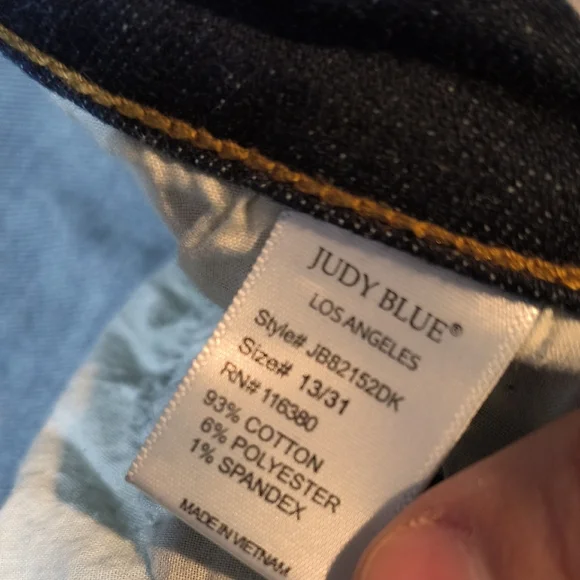 JUDY BLUE®
LOS ANGELES
Style# JB82152DK
Size# 13/31
RN# 116380
93% COTTON
6% POLYESTER
1% SPANDEX
MADE IN VIETNAM